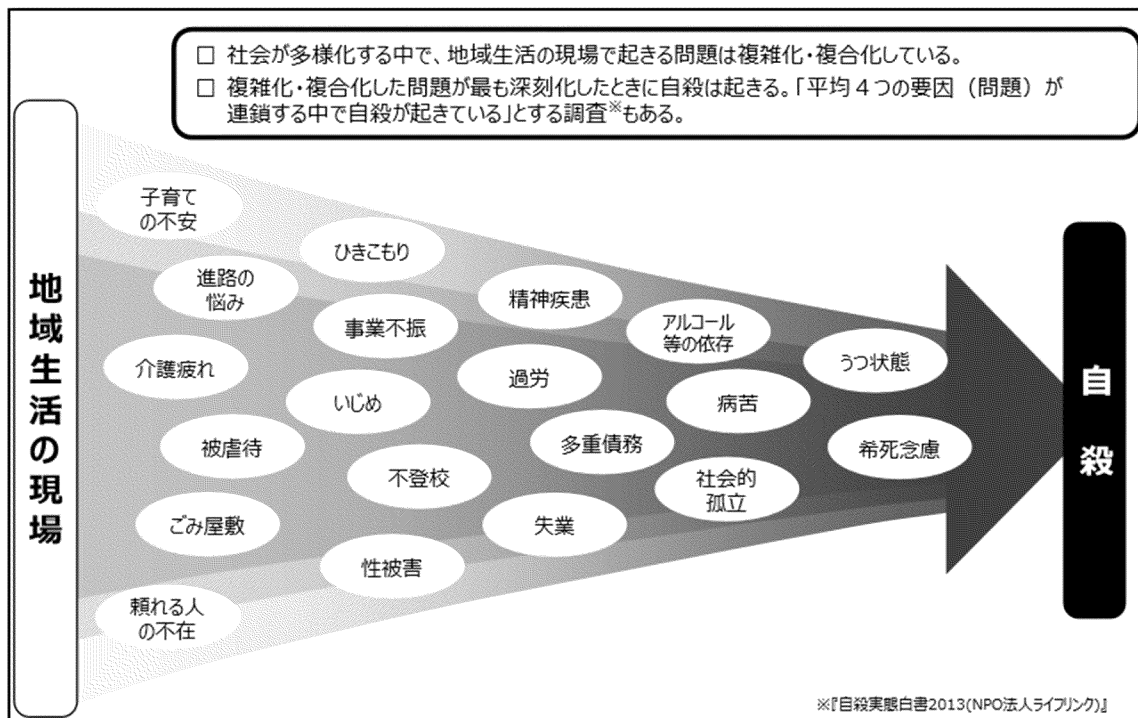 □ 社会が多様化する中で、地域生活の現場で起きる問題は複雑化・複合化している。
□ 複雑化・複合化した問題が最も深刻化したときに自殺は起きる。「平均４つの要因（問題）が
連鎖する中で自殺が起きている」とする調査※もある。
地域生活の現場
子育て
の不安
ひきこもり
進路の
悩み
精神疾患
事業不振
アルコール
等の依存
うつ状態
介護疲れ
過労
いじめ
病苦
被虐待
多重債務
希死念慮
不登校
社会的
孤立
ごみ屋敷
失業
性被害
頼れる人
の不在
自殺
※『自殺実態白書2013(NPO法人ライフリンク)』